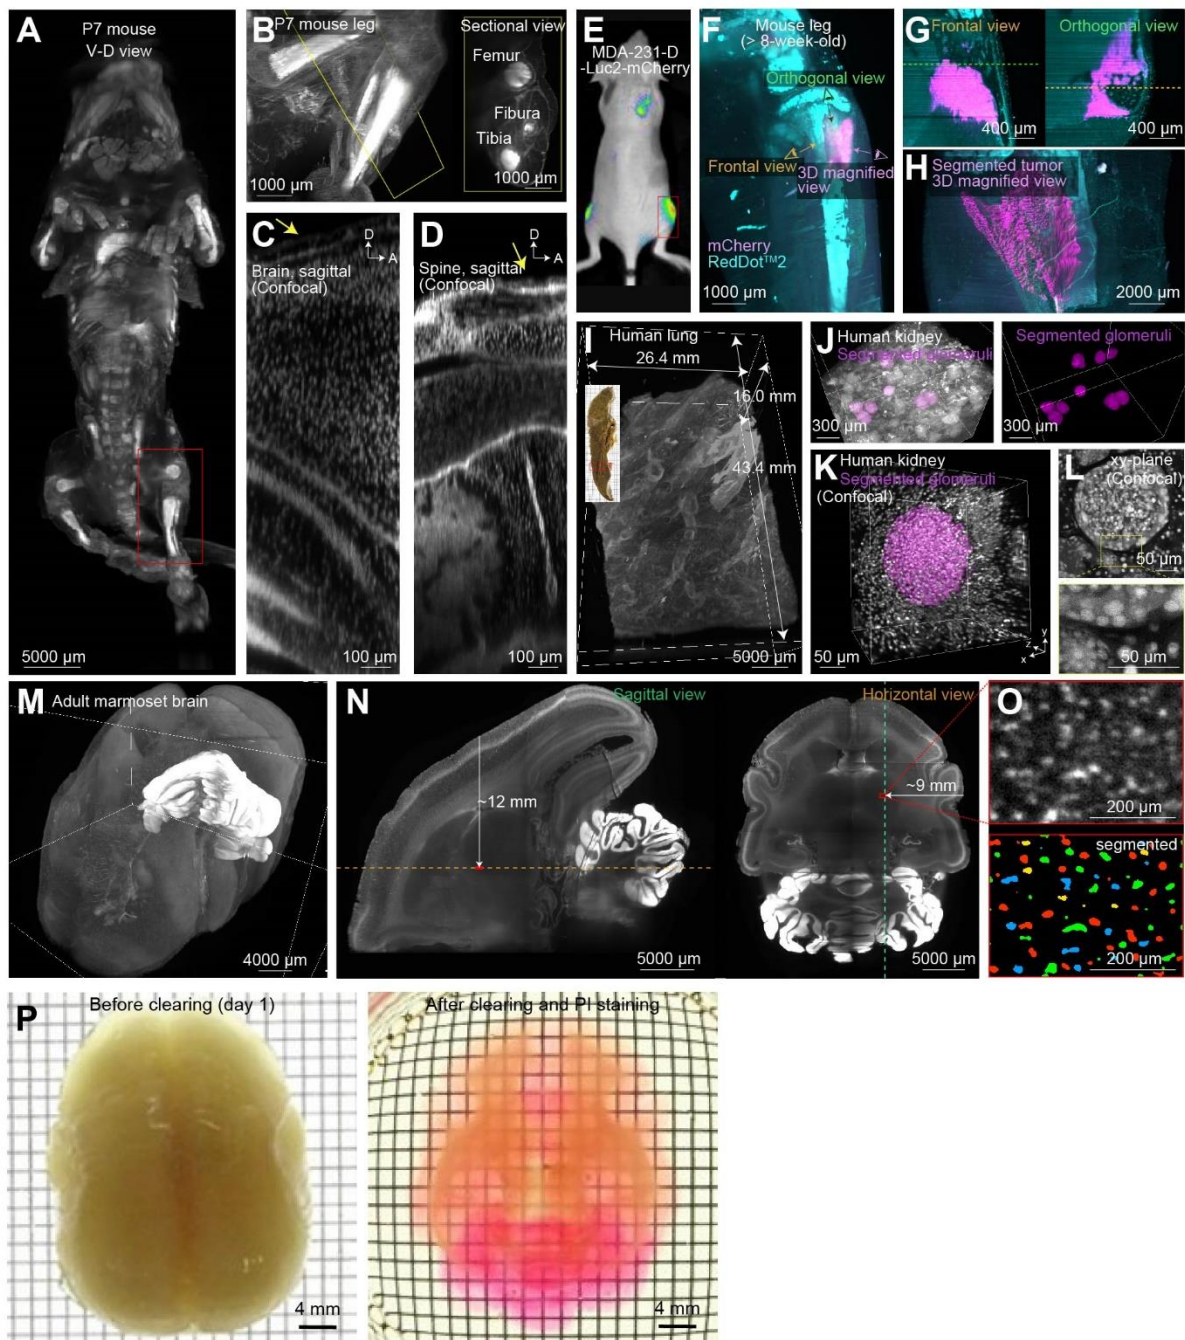 A
P7 mouse
V-D view
5000 µm
B
P7 mouse leg
Sectional view
Femur
Fibura
Tibia
1000 µm
1000 µm
C
D
A
Brain, sagittal
(Confocal)
100 µm
D
D
A
Spine, sagittal
(Confocal)
100 µm
E
MDA-231-D
-Luc2-mCherry
F
Mouse leg
(> 8-week-old)
Orthogonal view
Frontal view
3D magnified
view
mCherry
RedDot™2
1000 µm
G
Frontal view
400 µm
Orthogonal view
400 µm
H
Segmented tumor
3D magnified view
2000 µm
I
Human lung
26.4 mm
16.0 mm
43.4 mm
5000 µm
J
Human kidney
Segmented glomeruli
300 µm
Segmented glomeruli
300 µm
K
Human kidney
Segmented glomeruli
(Confocal)
50 µm
z
y
x
L
xy-plane
(Confocal)
50 µm
50 µm
M
Adult marmoset brain
4000 µm
N
Sagittal view
~12 mm
5000 µm
Horizontal view
~9 mm
5000 µm
O
200 µm
segmented
200 µm
P
Before clearing (day 1)
4 mm
After clearing and PI staining
4 mm